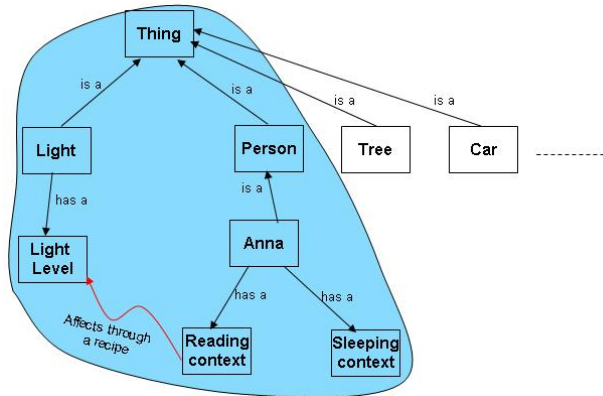 Thing
is a
is a
is a
is a
Light
Person
Tree
Car
has a
is a
Light
Level
Anna
has a
has a
Affects through
a recipe
Reading
context
Sleeping
context